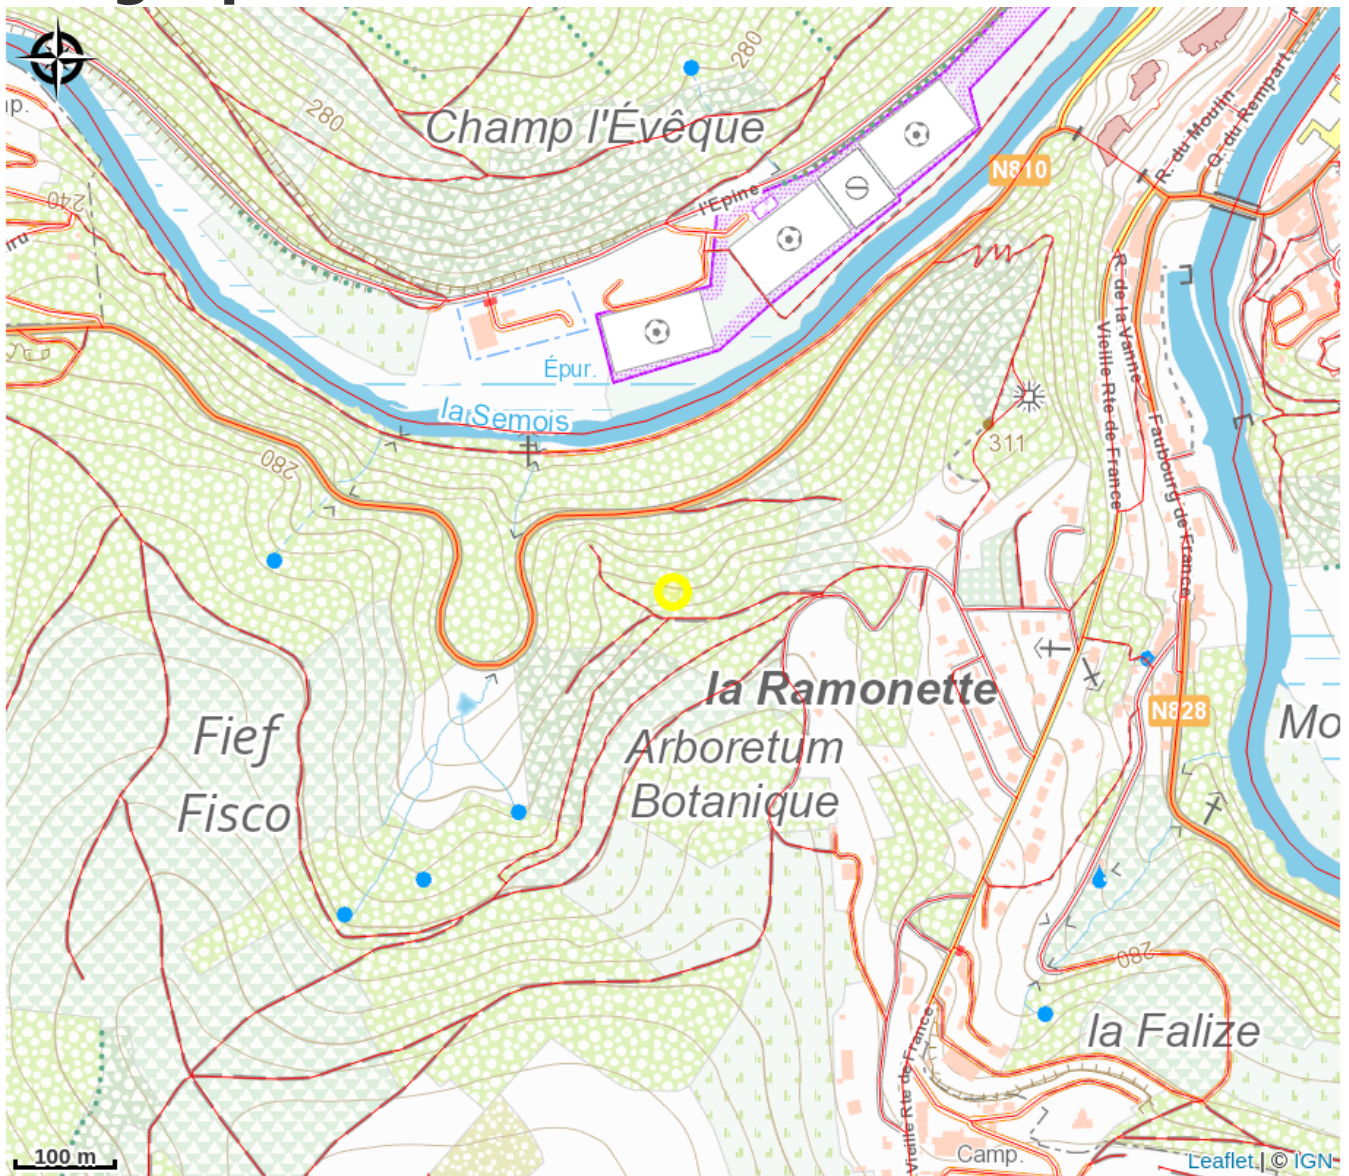 280
280
Champ l'Évêque
N810
R. du Moulin
Q. du Rempart
l'Epine
240
Épur.
la Semois
R. de la Vanne
Vieille Rte de France
Faubourg de France
280
311
la Ramonette
N828
Fief
Fisco
Arboretum
Botanique
Mo
280
la Falize
Vieille Rte de France
Camp.
100 m
Leaflet | © IGN